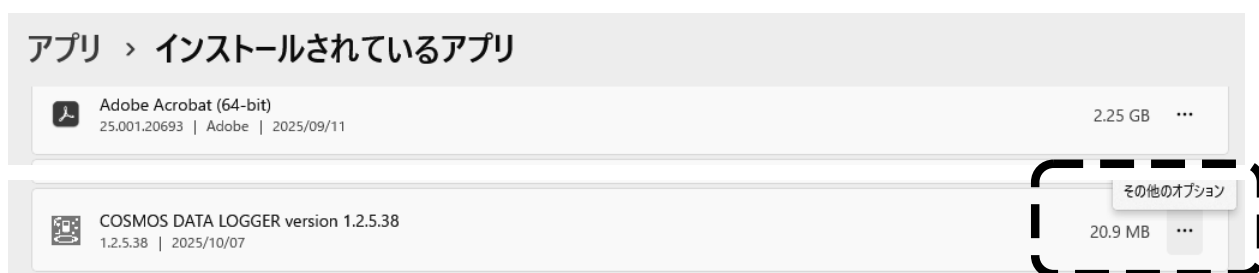 アプリ › インストールされているアプリ
Adobe Acrobat (64-bit)
25.001.20693 | Adobe | 2025/09/11
2.25 GB ···
その他のオプション
COSMOS DATA LOGGER version 1.2.5.38
1.2.5.38 | 2025/10/07
20.9 MB ···